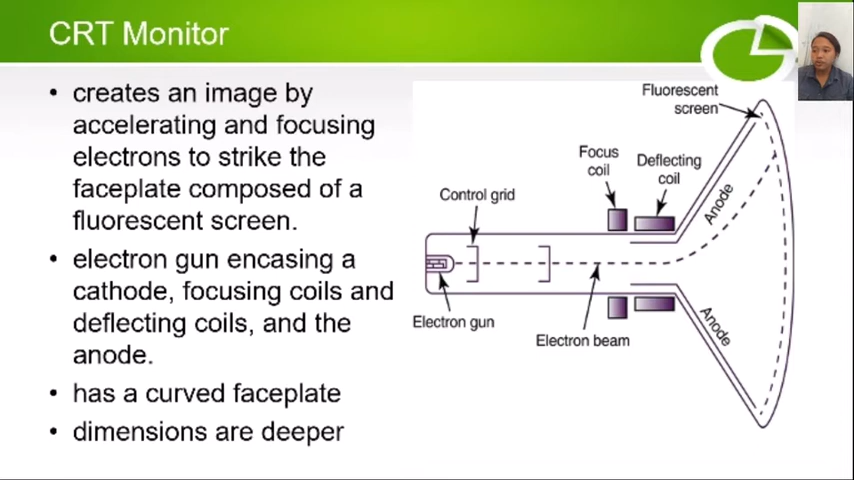 CRT Monitor
• creates an image by
accelerating and focusing
electrons to strike the
faceplate composed of a
fluorescent screen.
• electron gun encasing a
cathode, focusing coils and
deflecting coils, and the
anode.
• has a curved faceplate
• dimensions are deeper
Fluorescent
screen
Focus
coil
Deflecting
coil
Control grid
Anode
Electron gun
Electron beam
Anode